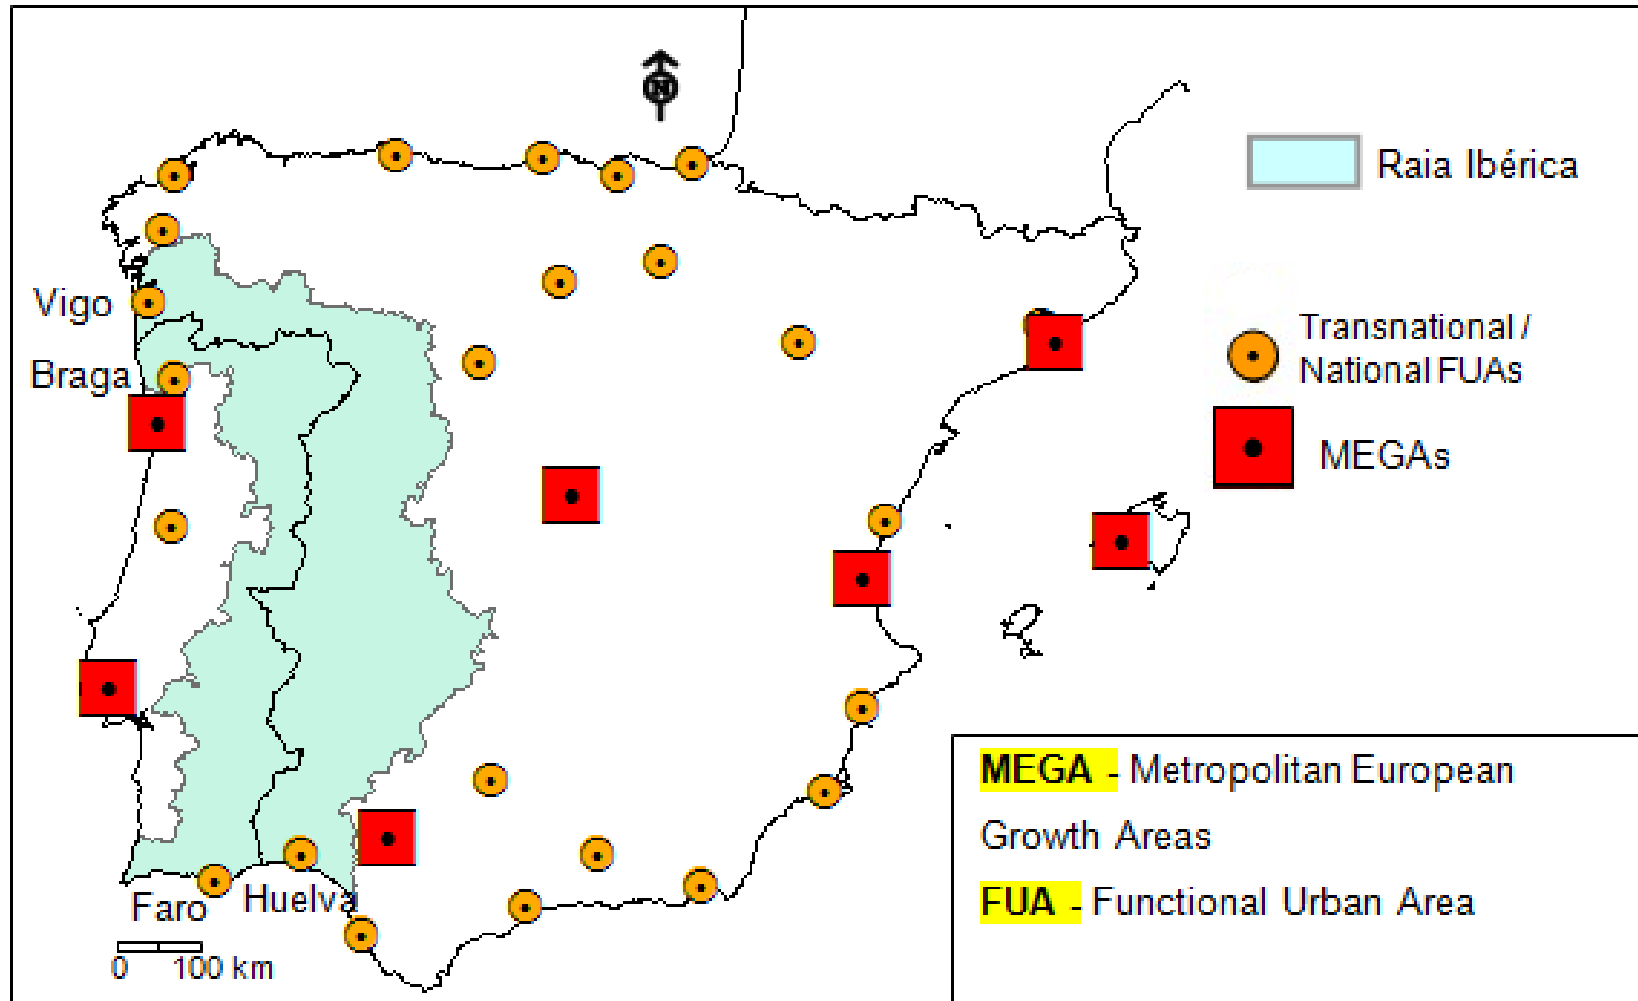 N
Raia Ibérica
Vigo
Transnational /
National FUAs
Braga
MEGAs
MEGA - Metropolitan European
Growth Areas
FUA - Functional Urban Area
Faro
Huelva
0 100 km